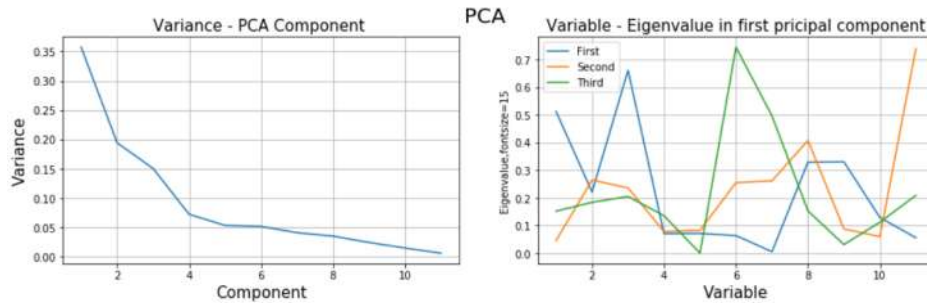 PCA
Variance - PCA Component
0.35
0.30
0.25
0.20
0.15
0.10
0.05
0.00
Variance
2 4 6 8 10
Component
Variable - Eigenvalue in first pricipal component
First
Second
Third
0.7
0.6
0.5
0.4
0.3
0.2
0.1
0.0
Eigenvalue,fontsize=15
2 4 6 8 10
Variable